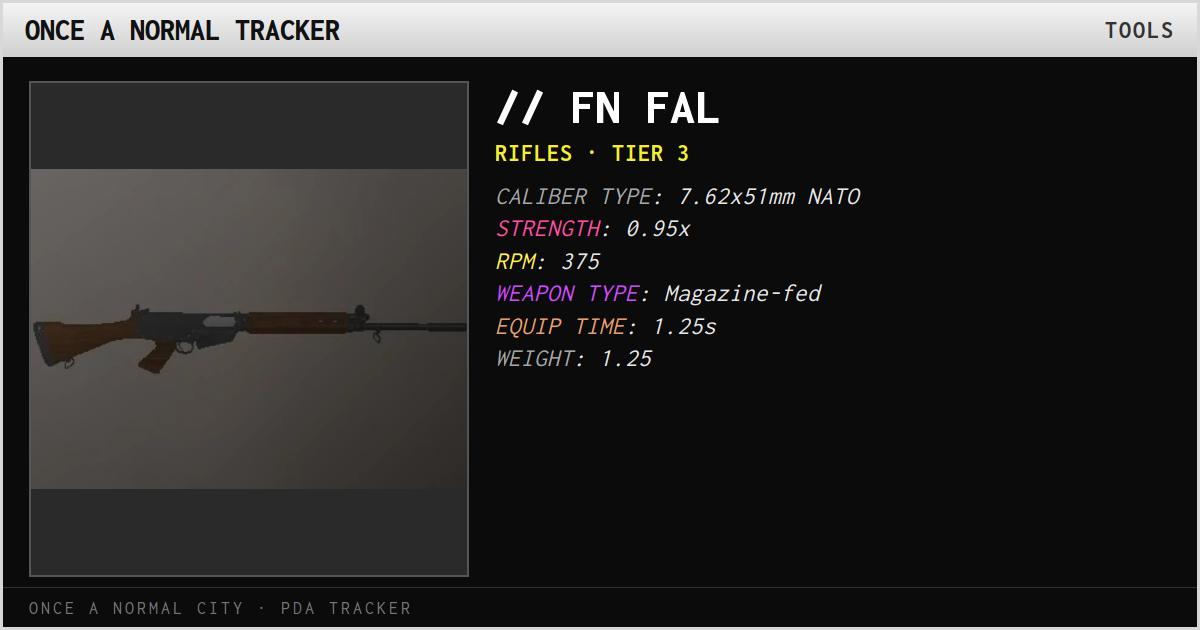 ONCE A NORMAL TRACKER
TOOLS
// FN FAL
RIFLES · TIER 3
CALIBER TYPE: 7.62x51mm NATO
STRENGTH: 0.95x
RPM: 375
WEAPON TYPE: Magazine-fed
EQUIP TIME: 1.25s
WEIGHT: 1.25
ONCE A NORMAL CITY · PDA TRACKER